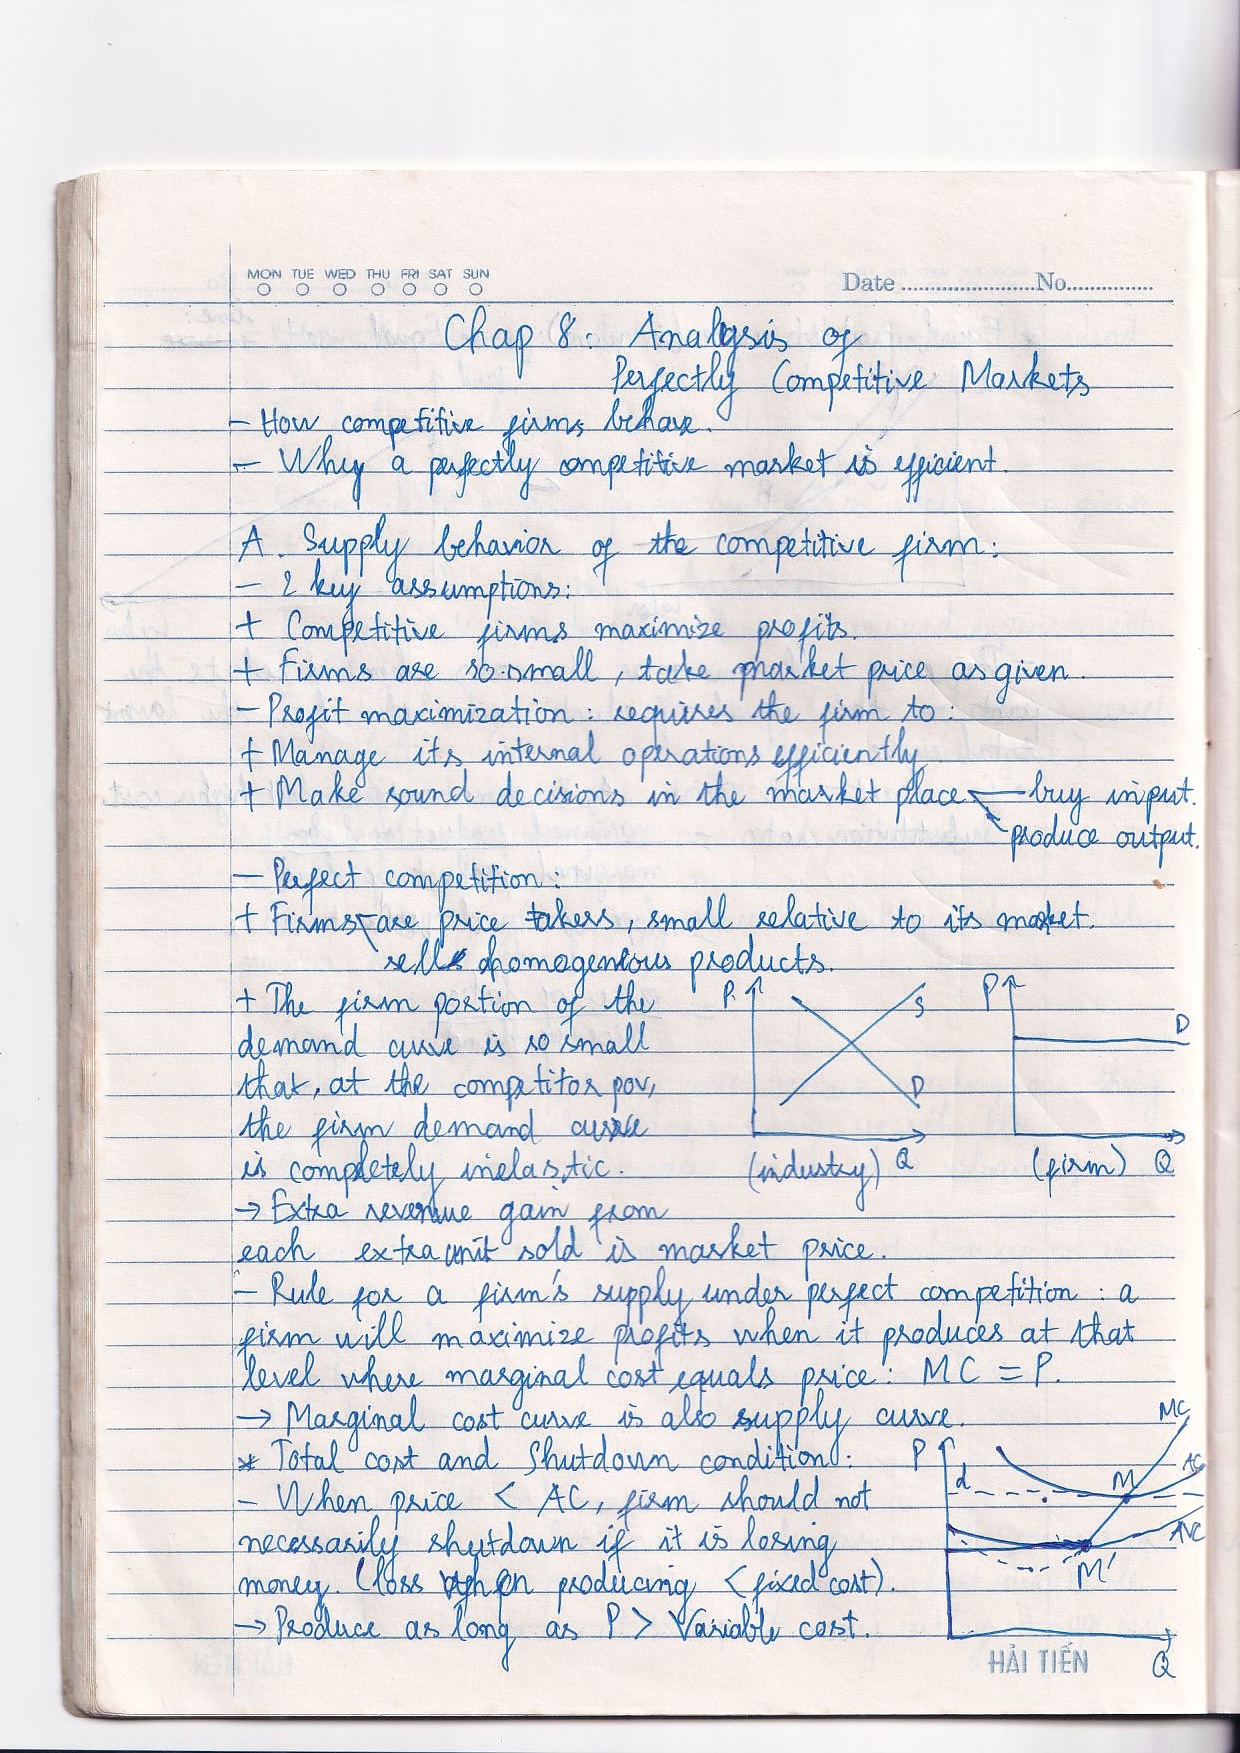 MON TUE WED THU FRI SAT SUN
Date ........................No...............
Chap 8: Analysis of
Perfectly Competitive Markets
- How competitive firms behave.
- Why a perfectly competitive market is efficient.
A. Supply behavior of the competitive firm:
- 2 key assumptions:
+ Competitive firms maximize profits.
+ Firms are so small, take market price as given.
- Profit maximization: requires the firm to:
+ Manage its internal operations efficiently
+ Make sound decisions in the market place buy input.
produce output.
- Perfect competition:
+ Firms are price takers, small relative to its market.
sell homogeneous products.
+ The firm portion of the
demand curve is so small
that, at the competitor pov,
the firm demand curve
is completely inelastic.
P S D (industry) Q
P D (firm) Q
→ Extra revenue gain from
each extra unit sold is market price.
- Rule for a firm's supply under perfect competition: a
firm will maximize profits when it produces at that
level where marginal cost equals price: MC = P.
→ Marginal cost curve is also supply curve.
* Total cost and Shutdown condition:
- When price < AC, firm should not
necessarily shutdown if it is losing
money. (loss when producing < fixed cost).
→ Produce as long as P > Variable cost.
P MC
d M AC
AVC
M'
Q
HẢI TIẾN